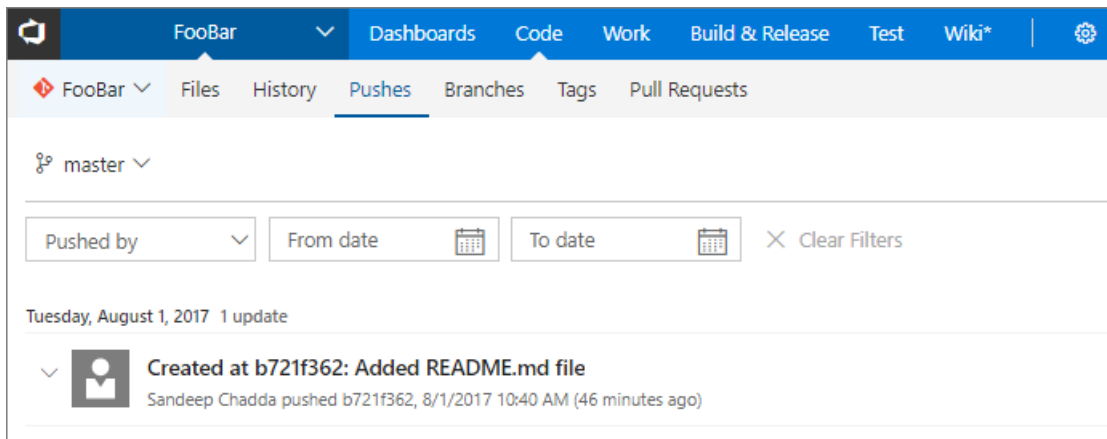 FooBar Dashboards Code Work Build & Release Test Wiki*
FooBar Files History Pushes Branches Tags Pull Requests
master
Pushed by From date To date Clear Filters
Tuesday, August 1, 2017 1 update
Created at b721f362: Added README.md file
Sandeep Chadda pushed b721f362, 8/1/2017 10:40 AM (46 minutes ago)